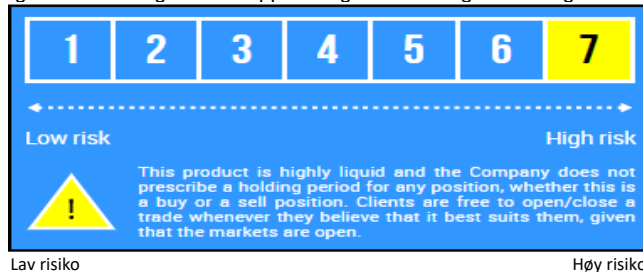 1 2 3 4 5 6 7
Low risk High risk
! This product is highly liquid and the Company does not
prescribe a holding period for any position, whether this is
a buy or a sell position. Clients are free to open/close a
trade whenever they believe that it best suits them, given
that the markets are open.
Lav risiko Høy risiko